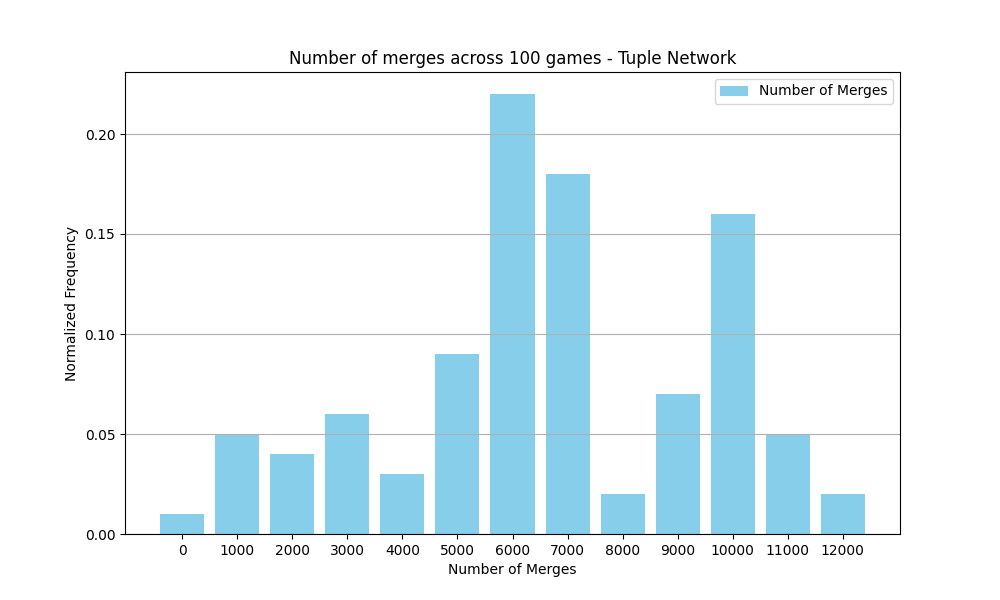 Number of merges across 100 games - Tuple Network
Number of Merges
Normalized Frequency
0.20
0.15
0.10
0.05
0.00
0 1000 2000 3000 4000 5000 6000 7000 8000 9000 10000 11000 12000
Number of Merges